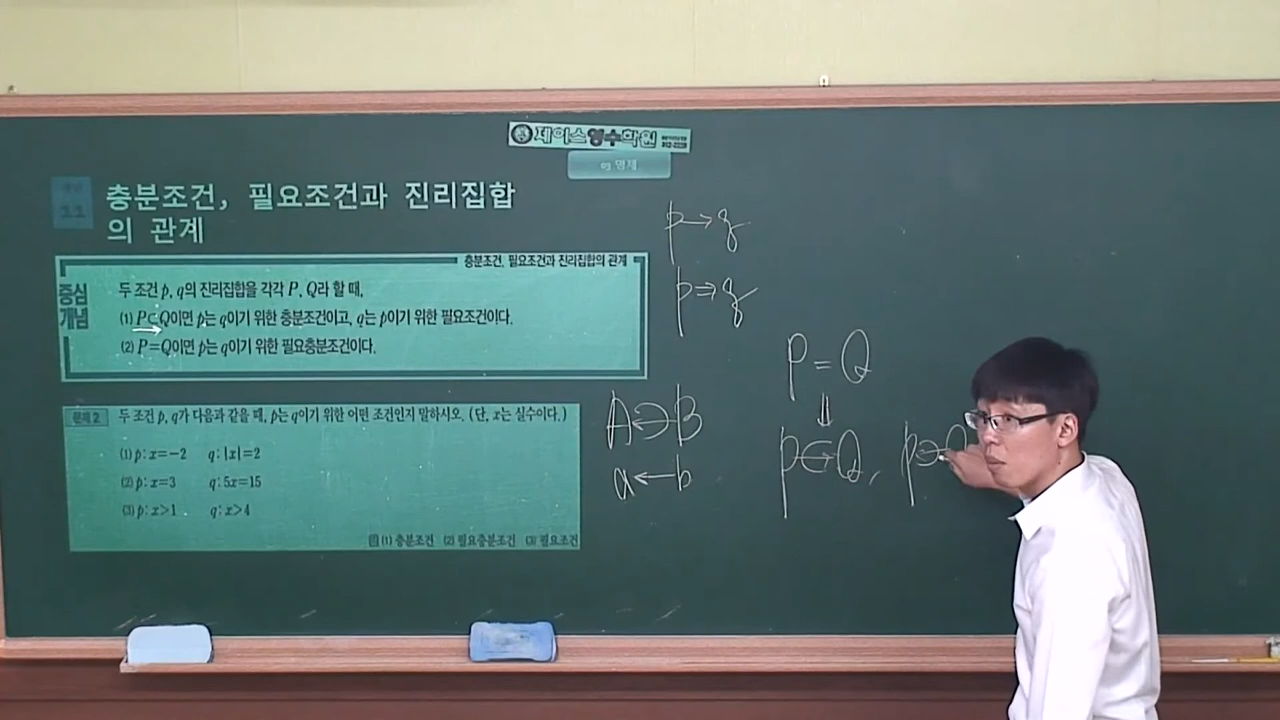 제이스영수학원
09 명제
개념
11
충분조건, 필요조건과 진리집합
의 관계
충분조건, 필요조건과 진리집합의 관계
중심
개념
두 조건 p, q의 진리집합을 각각 P, Q라 할 때,
(1) P⊂Q이면 p는 q이기 위한 충분조건이고, q는 p이기 위한 필요조건이다.
(2) P=Q이면 p는 q이기 위한 필요충분조건이다.
문제 2
두 조건 p, q가 다음과 같을 때, p는 q이기 위한 어떤 조건인지 말하시오. (단, x는 실수이다.)
(1) p: x=-2 q: |x|=2
(2) p: x=3 q: 5x=15
(3) p: x>1 q: x>4
답 (1) 충분조건 (2) 필요충분조건 (3) 필요조건
p→q
p⇒q
P=Q
⇓
P⊂Q, P⊃Q
A⊃B
a←b